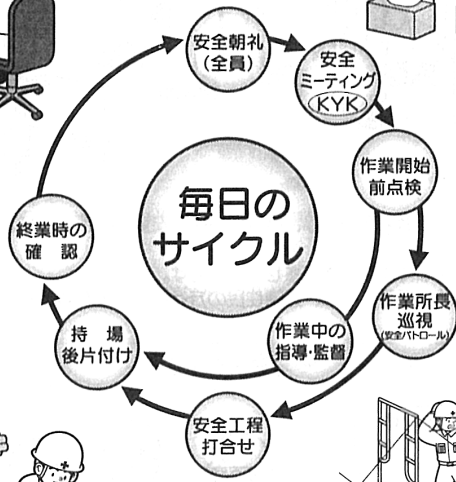 毎日の
サイクル
安全朝礼
(全員)
安全
ミーティング
KYK
作業開始
前点検
作業所長
巡視
(安全パトロール)
作業中の
指導・監督
安全工程
打合せ
持場
後片付け
終業時の
確認